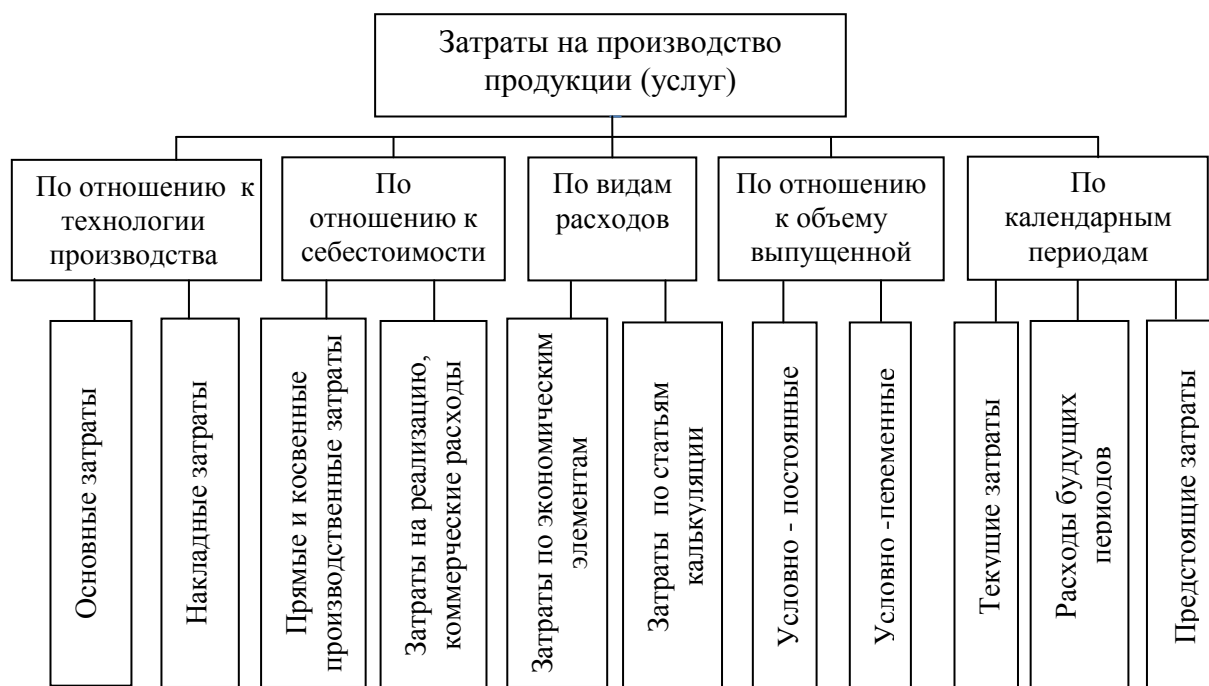 Затраты на производство
продукции (услуг)
По отношению к
технологии
производства
По
отношению к
себестоимости
По видам
расходов
По отношению
к объему
выпущенной
По
календарным
периодам
Основные затраты
Накладные затраты
Прямые и косвенные
производственные затраты
Затраты на реализацию,
коммерческие расходы
Затраты по экономическим
элементам
Затраты по статьям
калькуляции
Условно - постоянные
Условно -переменные
Текущие затраты
Расходы будущих
периодов
Предстоящие затраты